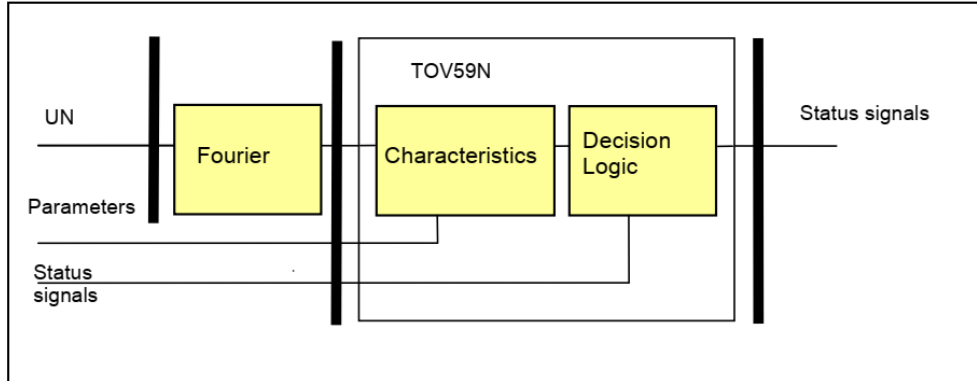 TOV59N
UN
Status signals
Fourier
Characteristics
Decision
Logic
Parameters
Status
signals